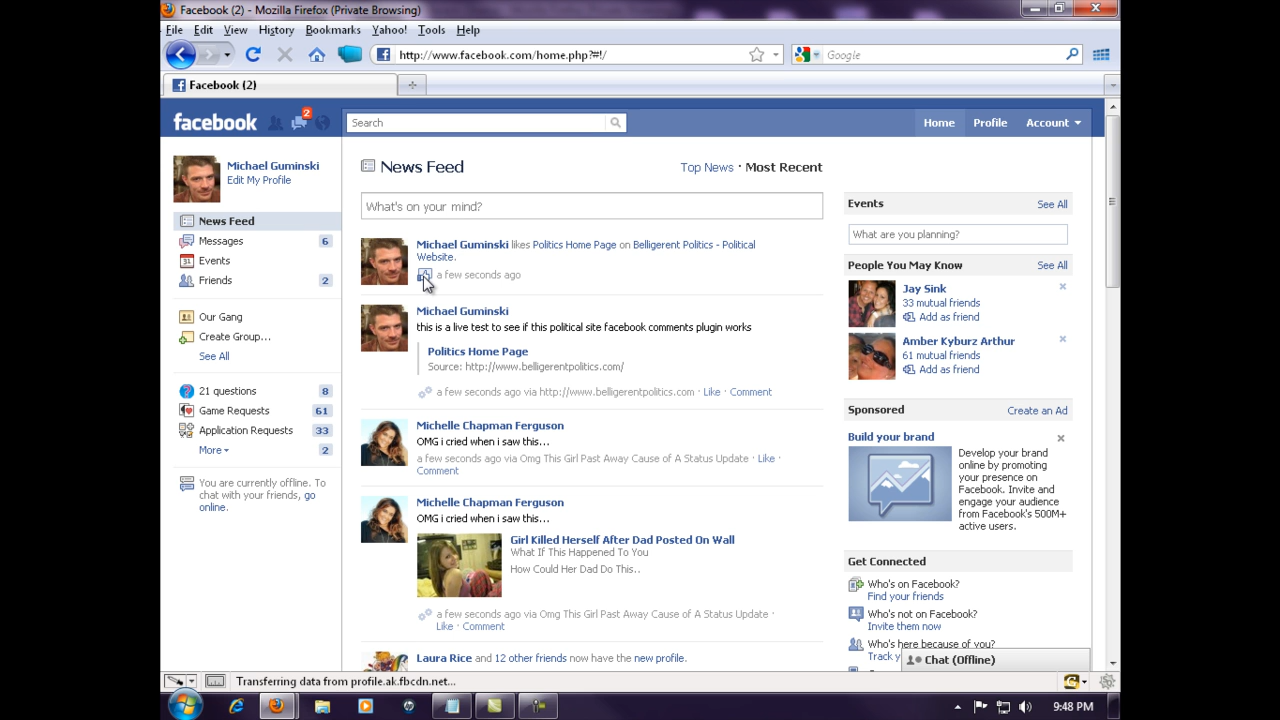 Facebook (2) - Mozilla Firefox (Private Browsing)
File Edit View History Bookmarks Yahoo! Tools Help
http://www.facebook.com/home.php?#!/
Google
Facebook (2)
facebook
2
Search
Home Profile Account
Michael Guminski
Edit My Profile
News Feed
Messages 6
31 Events
Friends 2
Our Gang
Create Group...
See All
21 questions 8
Game Requests 61
Application Requests 33
More 2
You are currently offline. To
chat with your friends, go
online.
News Feed
Top News · Most Recent
What's on your mind?
Michael Guminski likes Politics Home Page on Belligerent Politics - Political
Website.
a few seconds ago
Michael Guminski
this is a live test to see if this political site facebook comments plugin works
Politics Home Page
Source: http://www.belligerentpolitics.com/
a few seconds ago via http://www.belligerentpolitics.com · Like · Comment
Michelle Chapman Ferguson
OMG i cried when i saw this...
a few seconds ago via Omg This Girl Past Away Cause of A Status Update · Like ·
Comment
Michelle Chapman Ferguson
OMG i cried when i saw this...
Girl Killed Herself After Dad Posted On Wall
What If This Happened To You
How Could Her Dad Do This..
a few seconds ago via Omg This Girl Past Away Cause of A Status Update ·
Like · Comment
Laura Rice and 12 other friends now have the new profile.
Events See All
What are you planning?
People You May Know See All
Jay Sink
33 mutual friends
Add as friend
Amber Kyburz Arthur
61 mutual friends
Add as friend
Sponsored Create an Ad
Build your brand
Develop your brand
online by promoting
your presence on
Facebook. Invite and
engage your audience
from Facebook's 500M+
active users.
Get Connected
Who's on Facebook?
Find your friends
Who's not on Facebook?
Invite them now
Who's here because of you?
Track y
Chat (Offline)
Transferring data from profile.ak.fbcdn.net...
9:48 PM